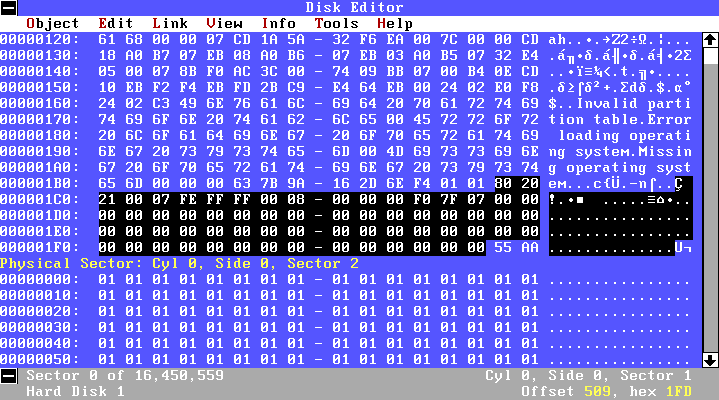 Disk Editor
Object Edit Link View Info Tools Help
00000120: 61 68 00 00 07 CD 1A 5A - 32 F6 EA 00 7C 00 00 CD ah..•.→Z2÷Ω.¦...
00000130: 18 A0 B7 07 EB 08 A0 B6 - 07 EB 03 A0 B5 07 32 E4 .á╖•δ.á╢•δ.á╡•2Σ
00000140: 05 00 07 8B F0 AC 3C 00 - 74 09 BB 07 00 B4 0E CD ..•ï≡¼<.t.╗•....
00000150: 10 EB F2 F4 EB FD 2B C9 - E4 64 EB 00 24 02 E0 F8 .δ≥⌠δ²+.Σdδ.$.α°
00000160: 24 02 C3 49 6E 76 61 6C - 69 64 20 70 61 72 74 69 $..Invalid parti
00000170: 74 69 6F 6E 20 74 61 62 - 6C 65 00 45 72 72 6F 72 tion table.Error
00000180: 20 6C 6F 61 64 69 6E 67 - 20 6F 70 65 72 61 74 69 loading operati
00000190: 6E 67 20 73 79 73 74 65 - 6D 00 4D 69 73 73 69 6E ng system.Missin
000001A0: 67 20 6F 70 65 72 61 74 - 69 6E 67 20 73 79 73 74 g operating syst
000001B0: 65 6D 00 00 00 63 7B 9A - 16 2D 6E F4 01 01 80 20 em...c{Ü.-n⌠..Ç
000001C0: 21 00 07 FE FF FF 00 08 - 00 00 00 F0 7F 07 00 00 !.•■ .....≡⌂•..
000001D0: 00 00 00 00 00 00 00 00 - 00 00 00 00 00 00 00 00 ................
000001E0: 00 00 00 00 00 00 00 00 - 00 00 00 00 00 00 00 00 ................
000001F0: 00 00 00 00 00 00 00 00 - 00 00 00 00 00 00 55 AA ..............U¬
Physical Sector: Cyl 0, Side 0, Sector 2
00000000: 01 01 01 01 01 01 01 01 - 01 01 01 01 01 01 01 01 ................
00000010: 01 01 01 01 01 01 01 01 - 01 01 01 01 01 01 01 01 ................
00000020: 01 01 01 01 01 01 01 01 - 01 01 01 01 01 01 01 01 ................
00000030: 01 01 01 01 01 01 01 01 - 01 01 01 01 01 01 01 01 ................
00000040: 01 01 01 01 01 01 01 01 - 01 01 01 01 01 01 01 01 ................
00000050: 01 01 01 01 01 01 01 01 - 01 01 01 01 01 01 01 01 ................
Sector 0 of 16,450,559 Cyl 0, Side 0, Sector 1
Hard Disk 1 Offset 509, hex 1FD